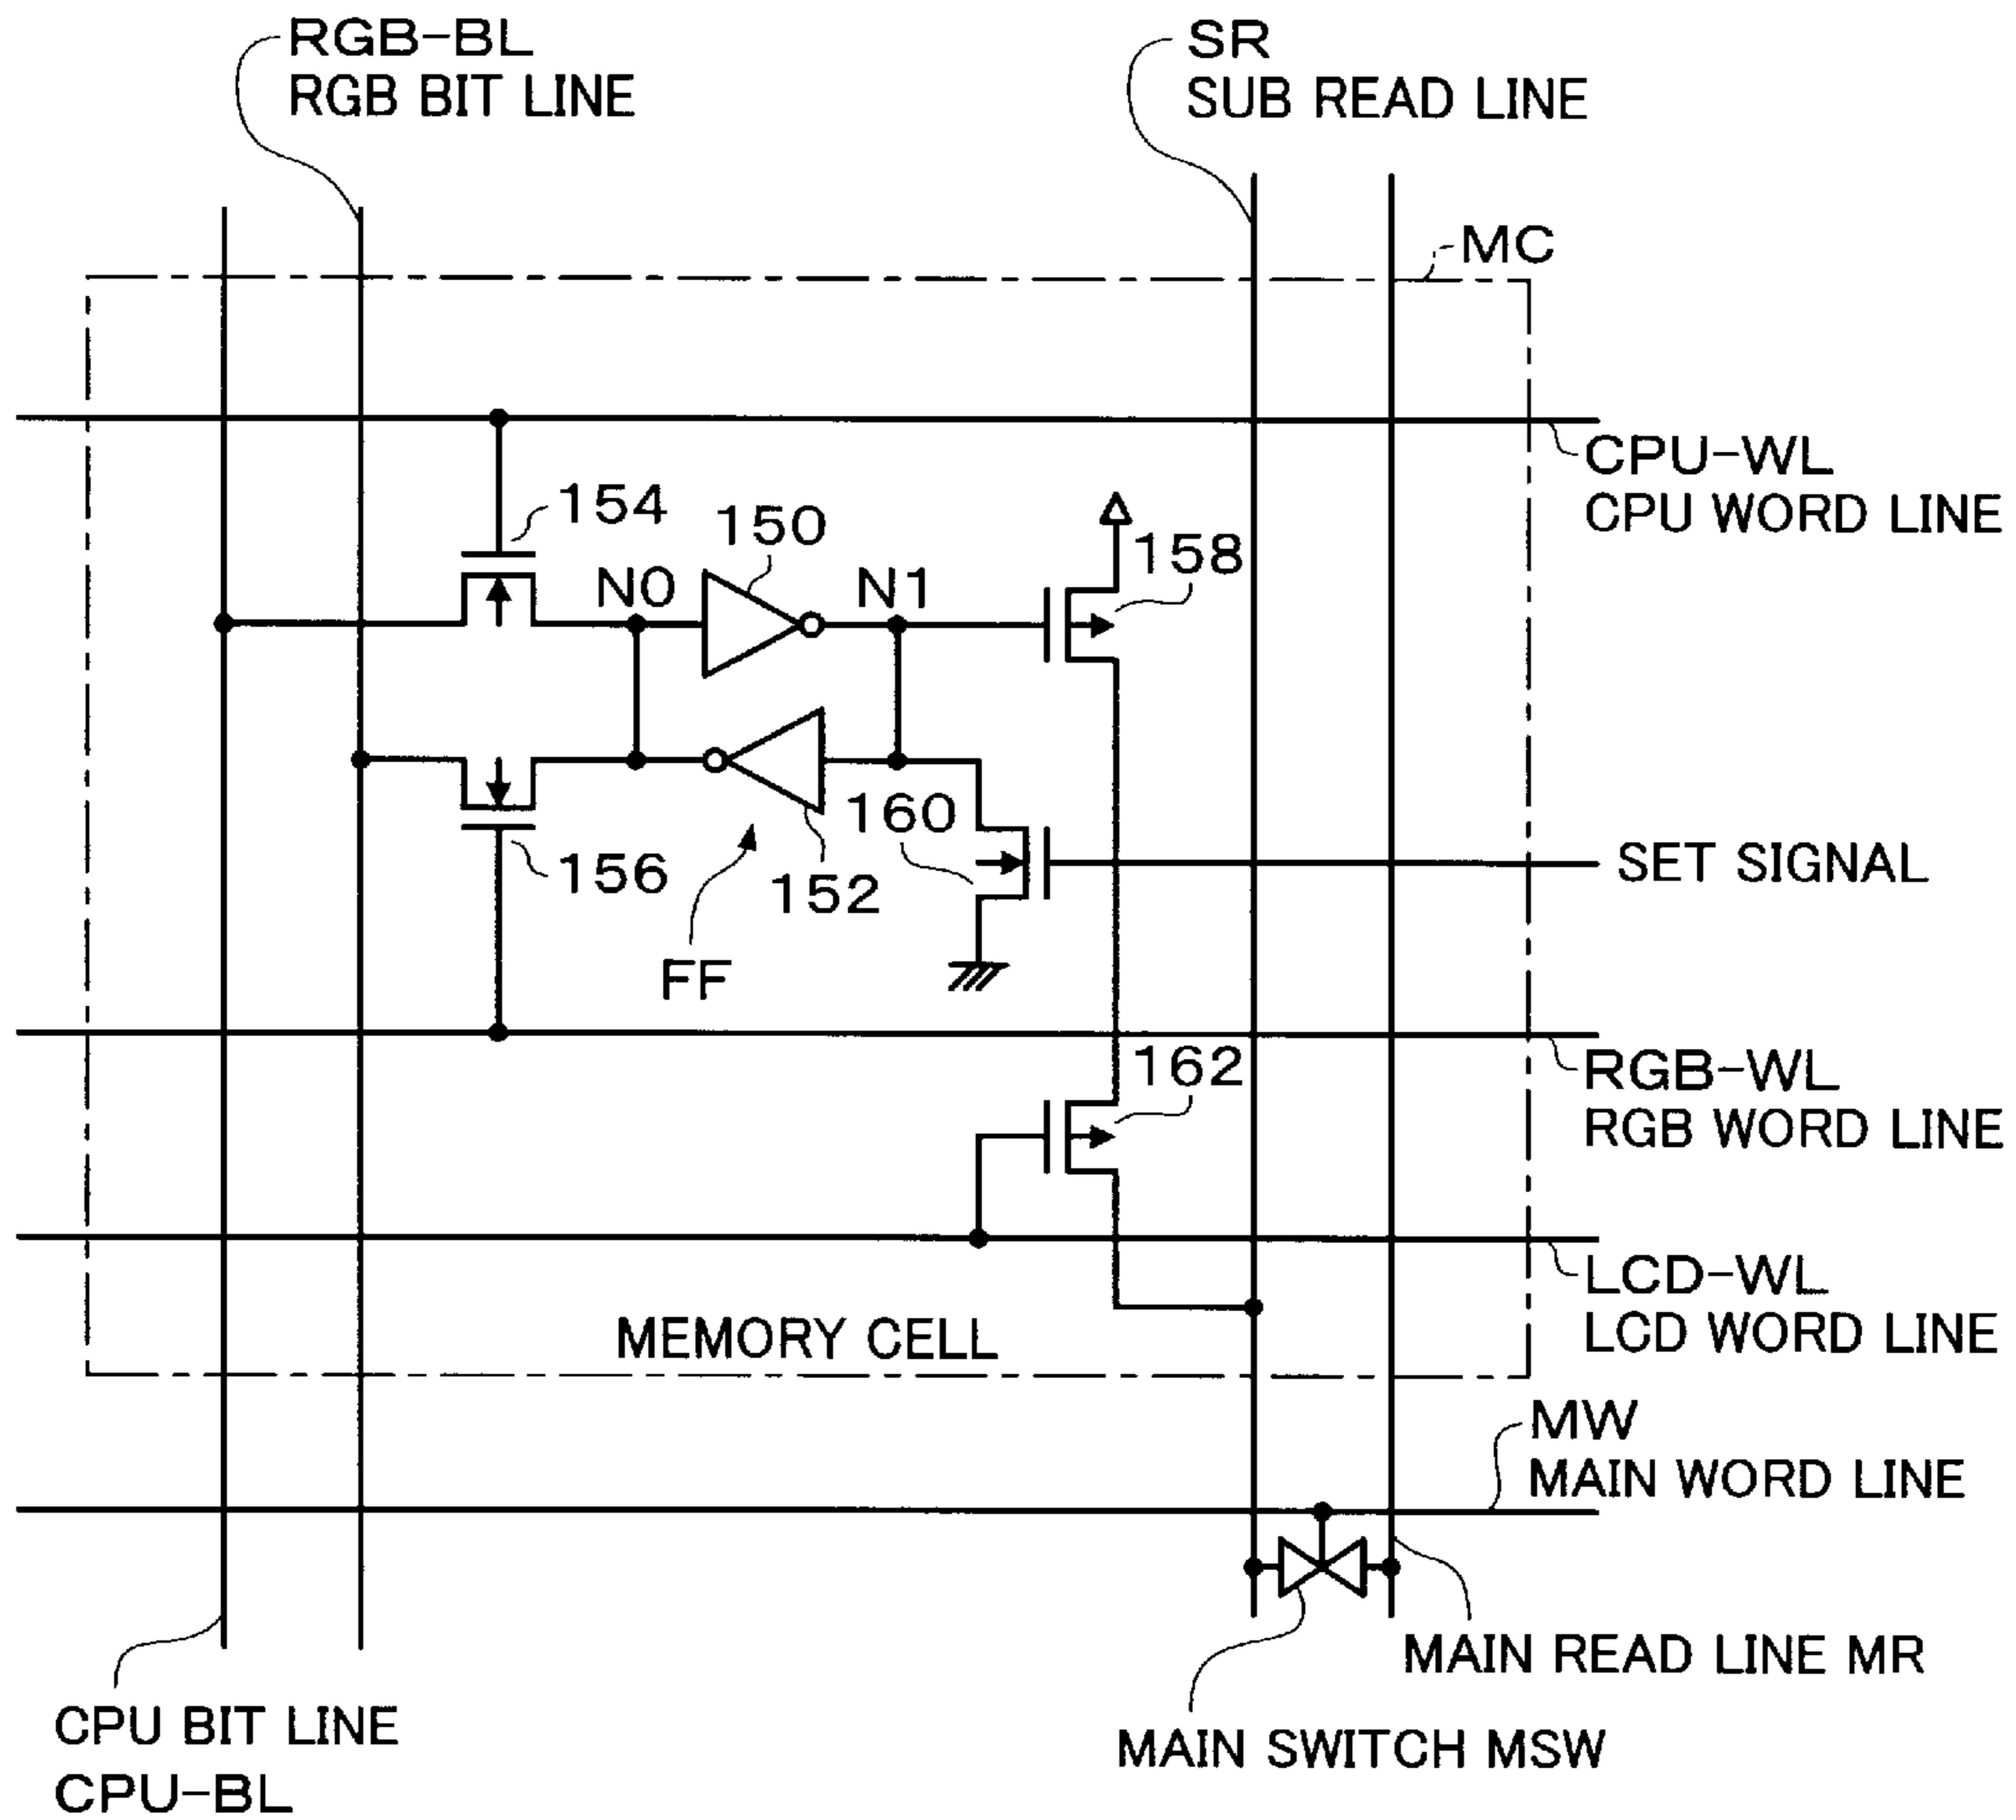 RGB-BL
RGB BIT LINE
SR
SUB READ LINE
MC
CPU-WL
CPU WORD LINE
154
150
158
N0
N1
160
SET SIGNAL
156
152
FF
162
RGB-WL
RGB WORD LINE
LCD-WL
LCD WORD LINE
MEMORY CELL
MW
MAIN WORD LINE
MAIN READ LINE MR
CPU BIT LINE
CPU-BL
MAIN SWITCH MSW